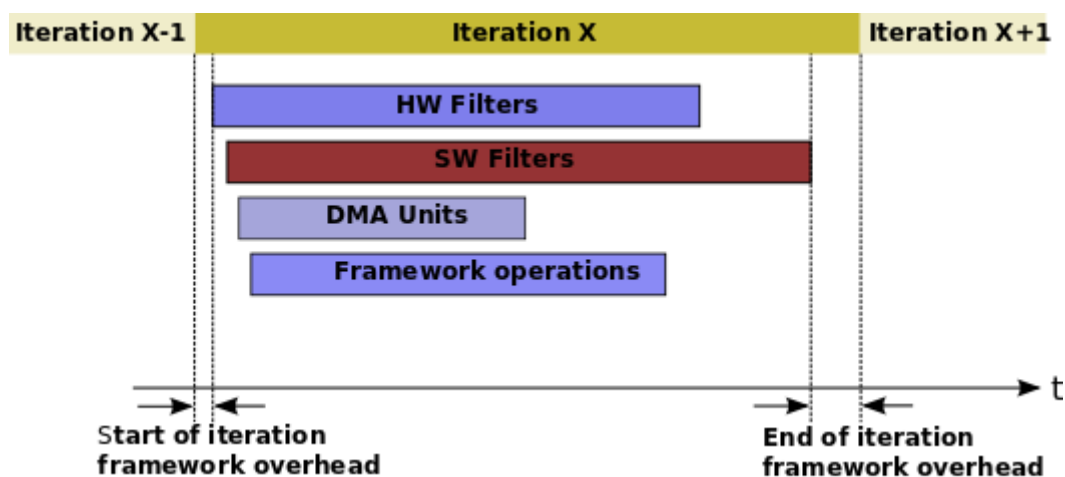 Iteration X-1
Iteration X
Iteration X+1
HW Filters
SW Filters
DMA Units
Framework operations
t
Start of iteration
framework overhead
End of iteration
framework overhead